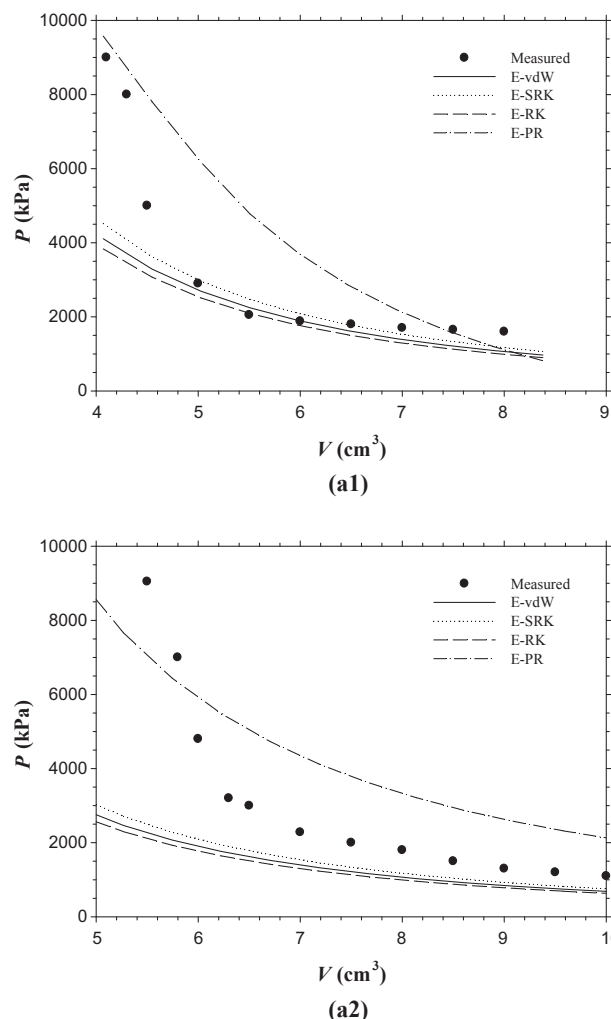 10000
8000
6000
4000
2000
0
P (kPa)
Measured
E-vdW
E-SRK
E-RK
E-PR
4 5 6 7 8 9
V (cm³)
(a1)
10000
8000
6000
4000
2000
0
P (kPa)
Measured
E-vdW
E-SRK
E-RK
E-PR
5 6 7 8 9
V (cm³)
(a2)